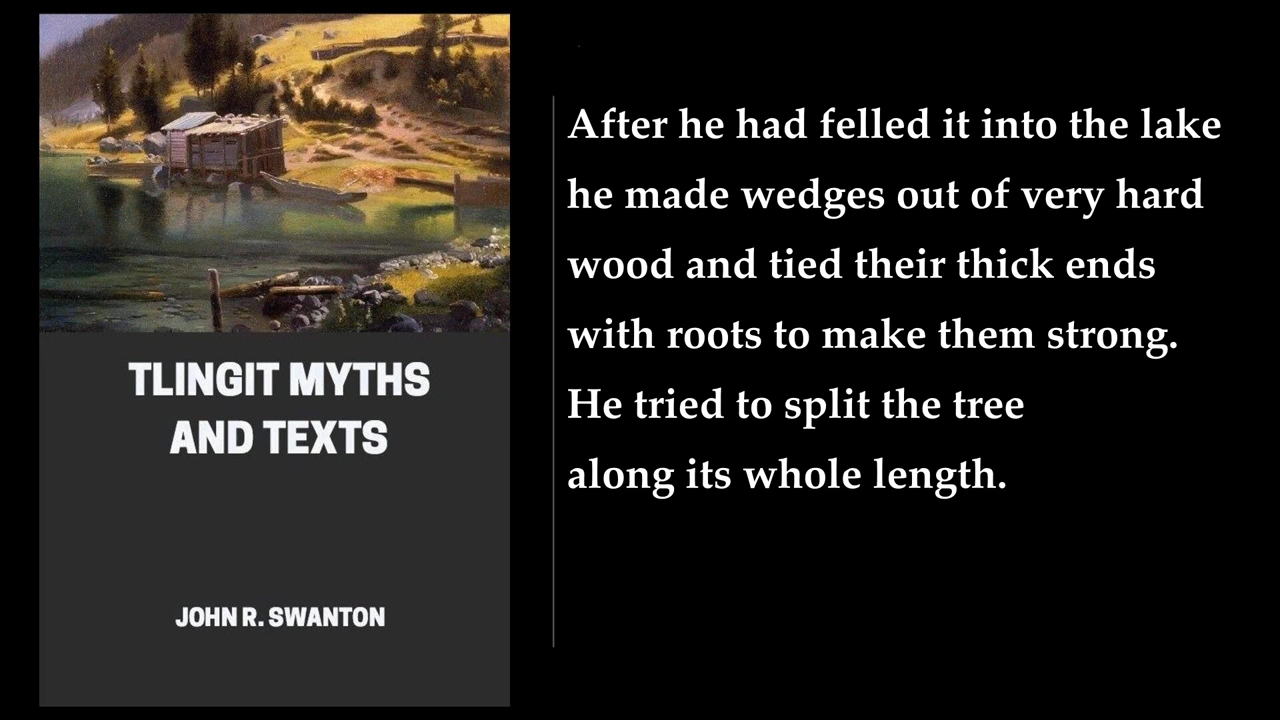 TLINGIT MYTHS
AND TEXTS
JOHN R. SWANTON
After he had felled it into the lake
he made wedges out of very hard
wood and tied their thick ends
with roots to make them strong.
He tried to split the tree
along its whole length.